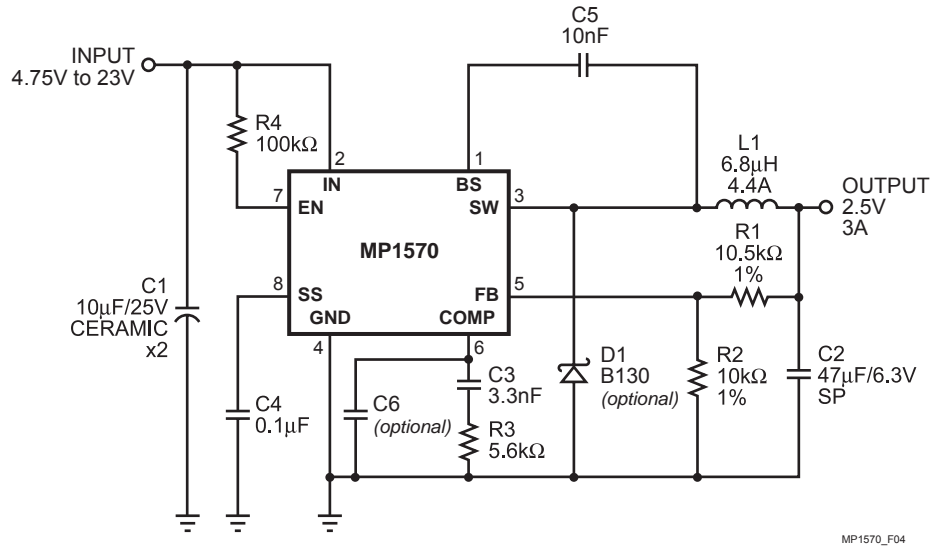 C5
10nF
INPUT
4.75V to 23V
R4
100kΩ
2
1
IN
BS
L1
6.8μH
4.4A
7
EN
SW
3
OUTPUT
2.5V
3A
MP1570
R1
10.5kΩ
1%
8
SS
FB
5
C1
10μF/25V
CERAMIC
x2
GND
COMP
4
6
C4
0.1μF
C6
(optional)
C3
3.3nF
R3
5.6kΩ
D1
B130
(optional)
R2
10kΩ
1%
C2
47μF/6.3V
SP
MP1570_F04